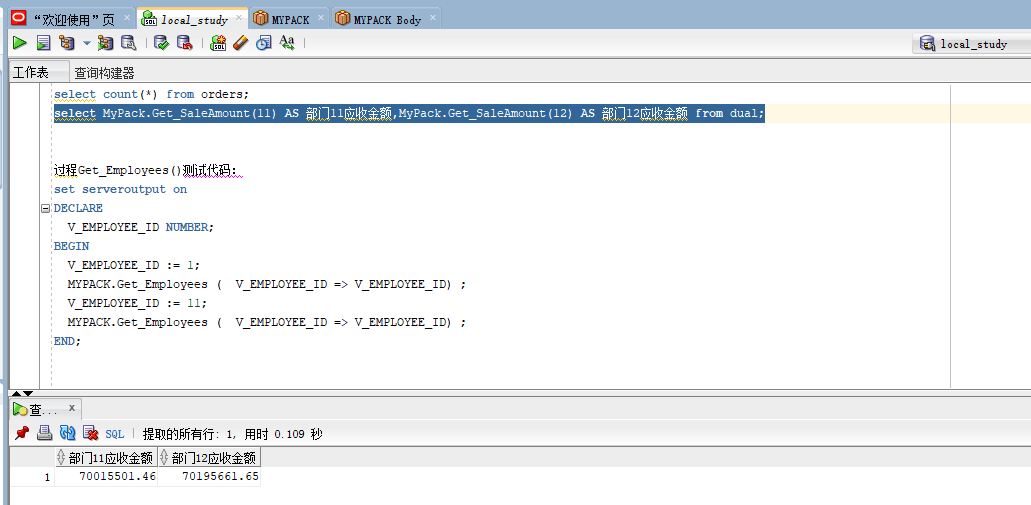 “欢迎使用”页 local_study MYPACK MYPACK Body
local_study
工作表 查询构建器
select count(*) from orders;
select MyPack.Get_SaleAmount(11) AS 部门11应收金额,MyPack.Get_SaleAmount(12) AS 部门12应收金额 from dual;
过程Get_Employees()测试代码:
set serveroutput on
DECLARE
V_EMPLOYEE_ID NUMBER;
BEGIN
V_EMPLOYEE_ID := 1;
MYPACK.Get_Employees (  V_EMPLOYEE_ID => V_EMPLOYEE_ID) ;
V_EMPLOYEE_ID := 11;
MYPACK.Get_Employees (  V_EMPLOYEE_ID => V_EMPLOYEE_ID) ;
END;
查... x
SQL | 提取的所有行: 1, 用时 0.109 秒
部门11应收金额 部门12应收金额
1 70015501.46 70195661.65